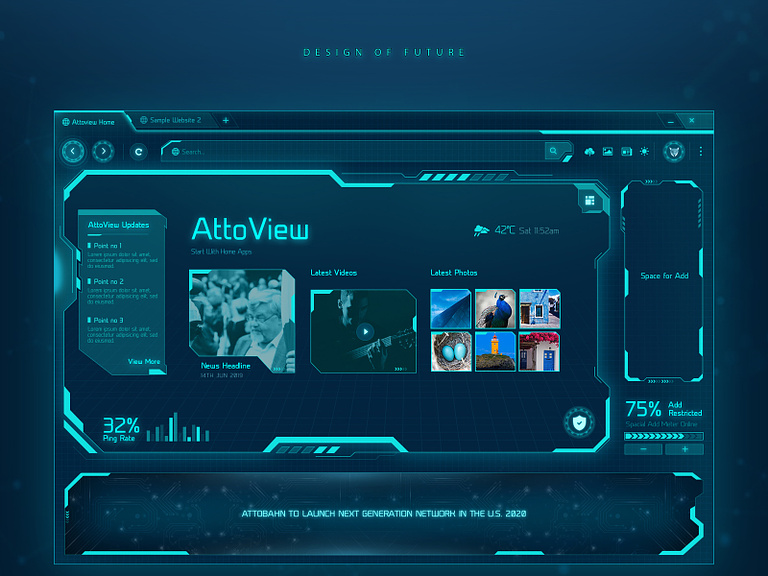 DESIGN OF FUTURE
Attoview Home
Sample Website 2
Search...
AttoView Updates
Point no 1
Lorem ipsum dolor sit amet,
consectetur adipiscing elit, sed
do eiusmod
Point no 2
Lorem ipsum dolor sit amet,
consectetur adipiscing elit, sed
do eiusmod
Point no 3
Lorem ipsum dolor sit amet,
consectetur adipiscing elit, sed
do eiusmod
View More
AttoView
Start With Home Apps
42°C Sat 11:52am
News Headline
14TH JUN 2019
Latest Videos
Latest Photos
Space for Add
32%
Ping Rate
75% Add
Restricted
Special Add Meter Online
ATTOBAHN TO LAUNCH NEXT GENERATION NETWORK IN THE U.S. 2020